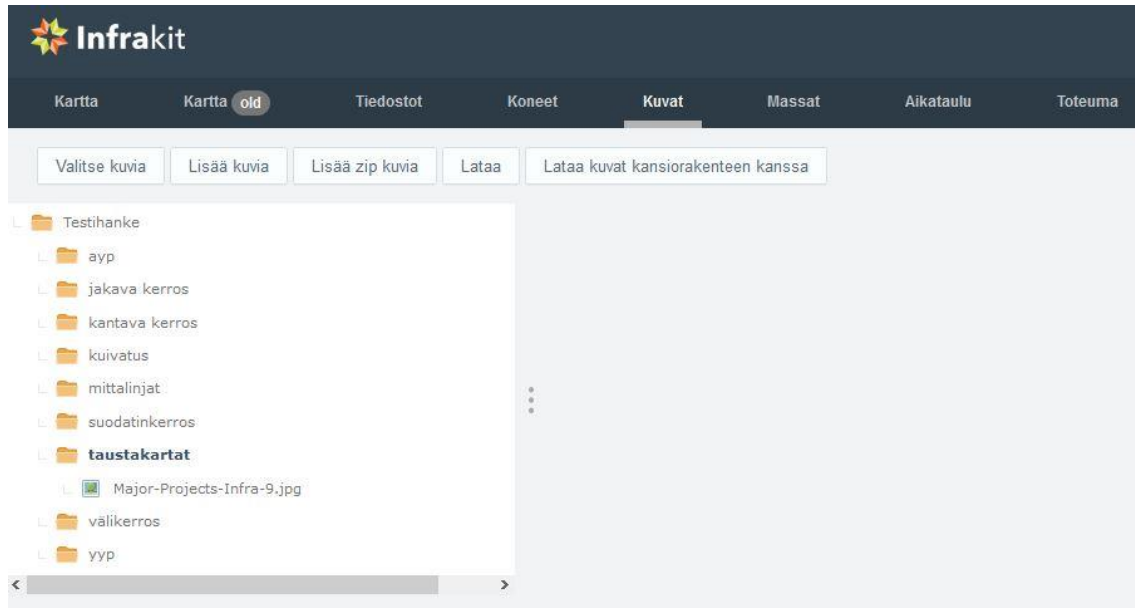 Infrakit
Kartta Kartta old Tiedostot Koneet Kuvat Massat Aikataulu Toteuma
Valitse kuvia Lisää kuvia Lisää zip kuvia Lataa Lataa kuvat kansiorakenteen kanssa
Testihanke
ayp
jakava kerros
kantava kerros
kuivatus
mittalinjat
suodatinkerros
taustakartat
Major-Projects-Infra-9.jpg
välikerros
yyp